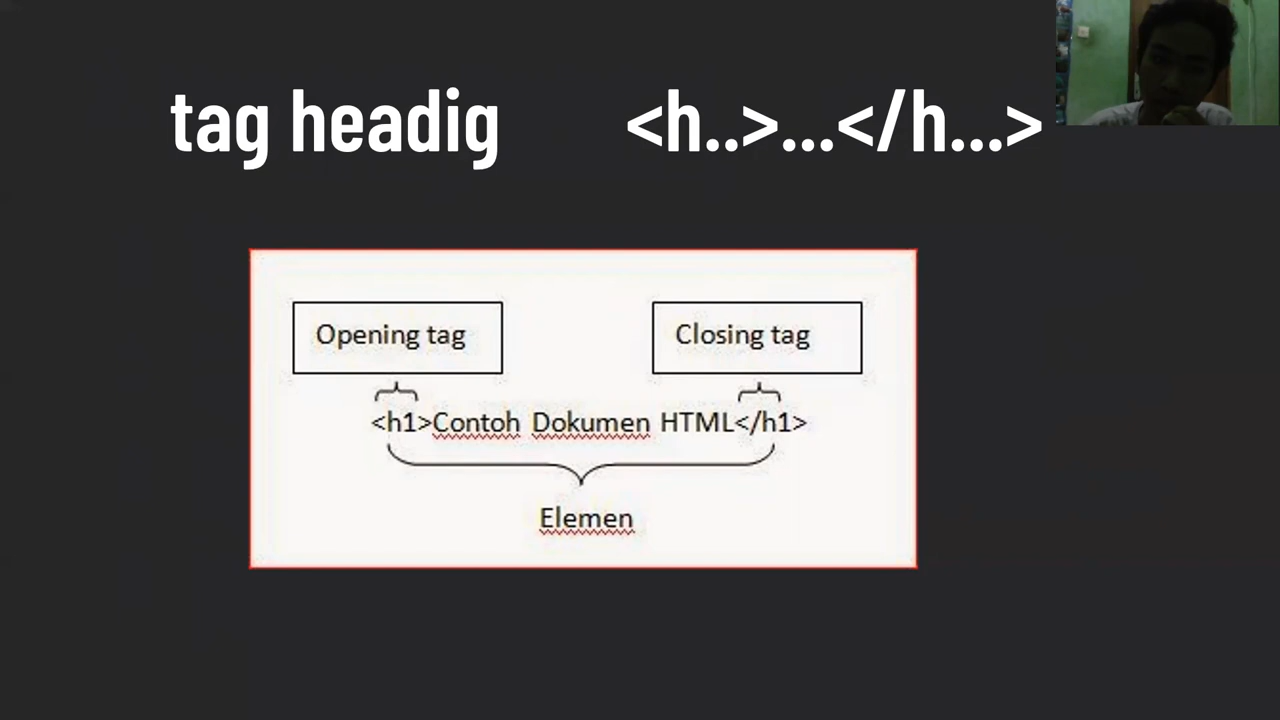 tag headig <h..>...</h...>
Opening tag
Closing tag
<h1>Contoh Dokumen HTML</h1>
Elemen